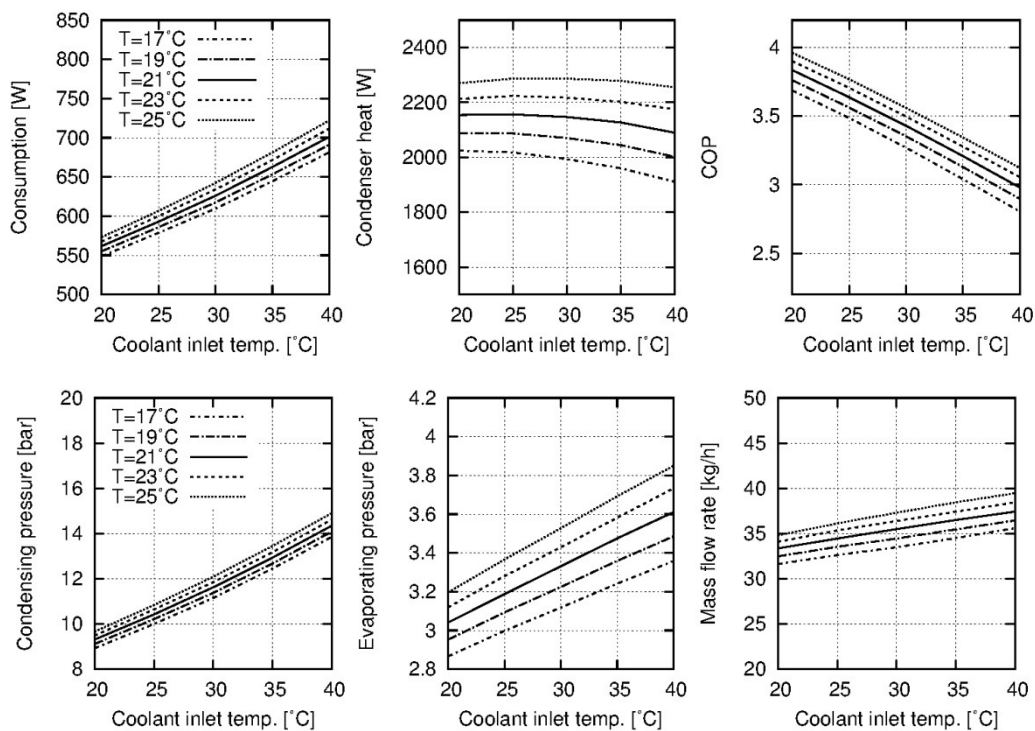 Consumption [W]
850
800
750
700
650
600
550
500
T=17˚C
T=19˚C
T=21˚C
T=23˚C
T=25˚C
20 25 30 35 40
Coolant inlet temp. [˚C]
Condenser heat [W]
2400
2200
2000
1800
1600
20 25 30 35 40
Coolant inlet temp. [˚C]
COP
4
3.5
3
2.5
20 25 30 35 40
Coolant inlet temp. [˚C]
Condensing pressure [bar]
20
18
16
14
12
10
8
T=17˚C
T=19˚C
T=21˚C
T=23˚C
T=25˚C
20 25 30 35 40
Coolant inlet temp. [˚C]
Evaporating pressure [bar]
4.2
4
3.8
3.6
3.4
3.2
3
2.8
20 25 30 35 40
Coolant inlet temp. [˚C]
Mass flow rate [kg/h]
50
45
40
35
30
25
20
20 25 30 35 40
Coolant inlet temp. [˚C]